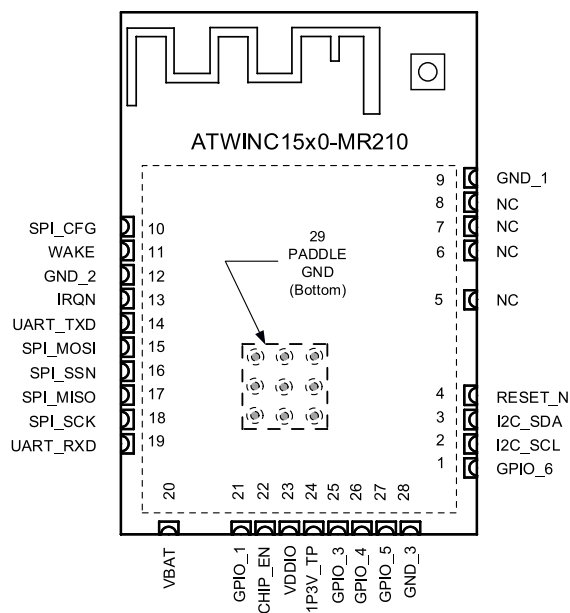 ATWINC15x0-MR210
9 GND_1
8 NC
7 NC
6 NC
5 NC
4 RESET_N
3 I2C_SDA
2 I2C_SCL
1 GPIO_6
SPI_CFG 10
WAKE 11
GND_2 12
IRQN 13
UART_TXD 14
SPI_MOSI 15
SPI_SSN 16
SPI_MISO 17
SPI_SCK 18
UART_RXD 19
29
PADDLE
GND
(Bottom)
20 VBAT
21 GPIO_1
22 CHIP_EN
23 VDDIO
24 1P3V_TP
25 GPIO_3
26 GPIO_4
27 GPIO_5
28 GND_3